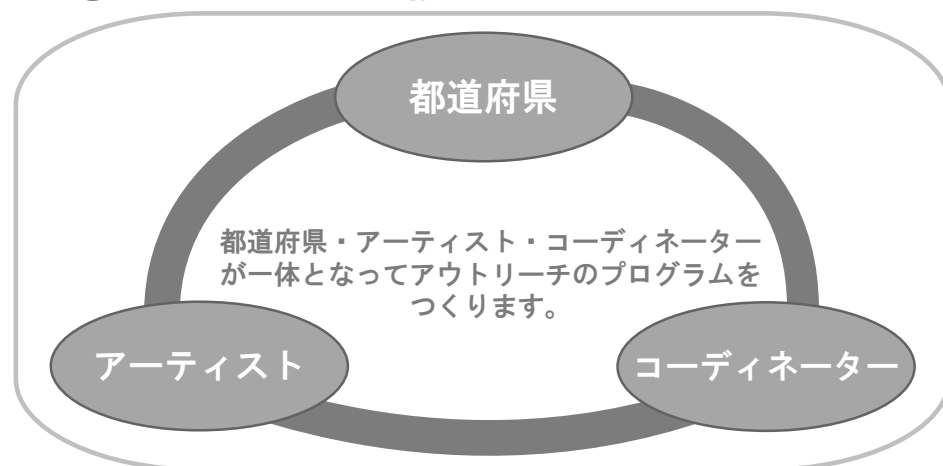 都道府県
都道府県・アーティスト・コーディネーター
が一体となってアウトリーチのプログラムを
つくります。
アーティスト
コーディネーター